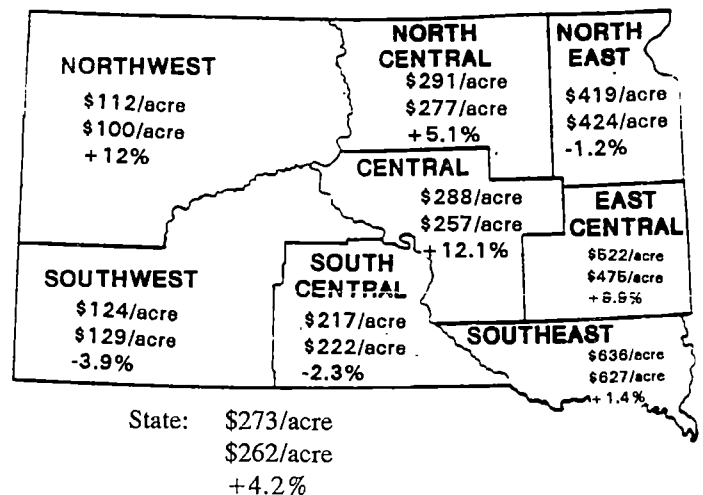 NORTHWEST
$112/acre
$100/acre
+12%
NORTH
CENTRAL
$291/acre
$277/acre
+5.1%
NORTH
EAST
$419/acre
$424/acre
-1.2%
CENTRAL
$288/acre
$257/acre
+12.1%
EAST
CENTRAL
$522/acre
$475/acre
+9.9%
SOUTHWEST
$124/acre
$129/acre
-3.9%
SOUTH
CENTRAL
$217/acre
$222/acre
-2.3%
SOUTHEAST
$636/acre
$627/acre
+1.4%
State: $273/acre
$262/acre
+4.2%